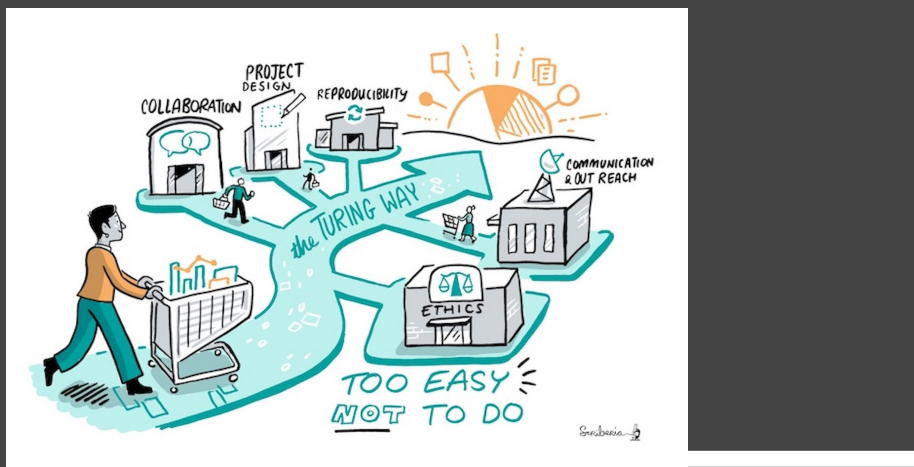 PROJECT
DESIGN
COLLABORATION
REPRODUCIBILITY
COMMUNICATION
& OUT REACH
the TURING WAY
ETHICS
TOO EASY
NOT TO DO
Scriberia